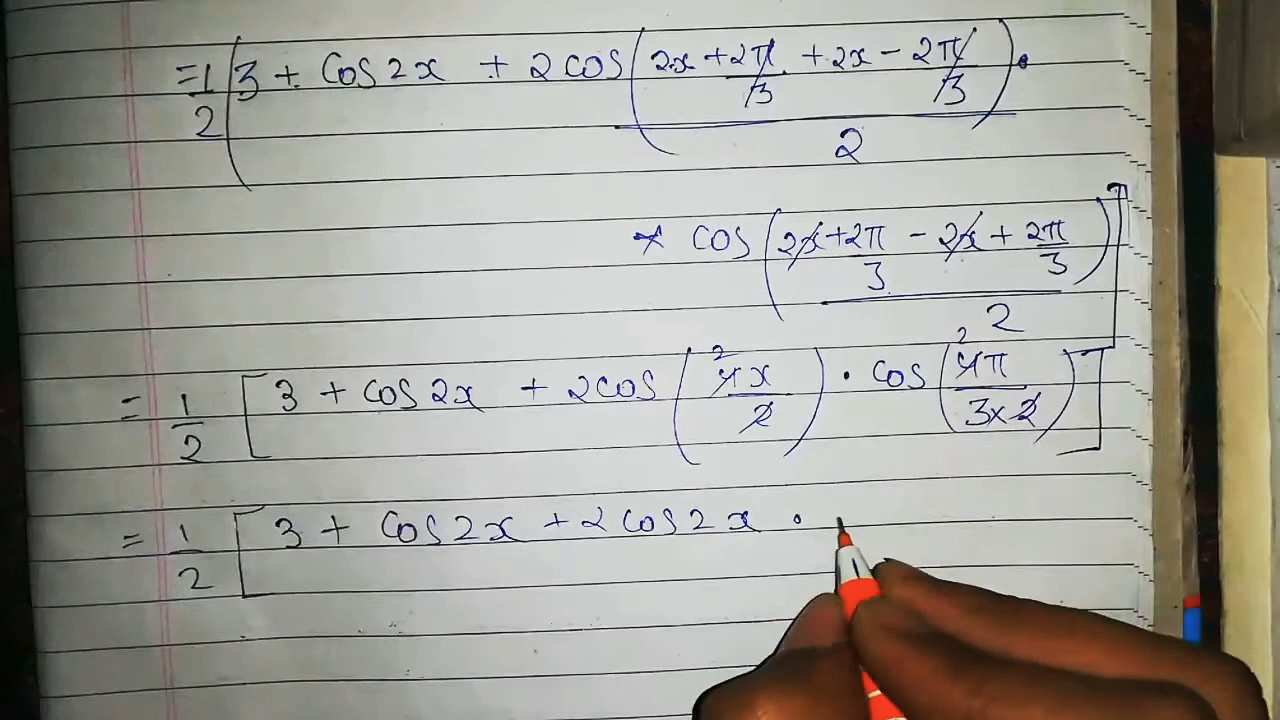 = 1/2 ( 3 + cos 2x + 2 cos ( (2x + 2π/3 + 2x − 2π/3) / 2 ) ·
* cos ( (2x + 2π/3 − 2x + 2π/3) / 2 ) ]
= 1/2 [ 3 + cos 2x + 2 cos ( 4x/2 ) · cos ( 4π/3×2 ) ]
= 1/2 [ 3 + cos 2x + 2 cos 2x ·